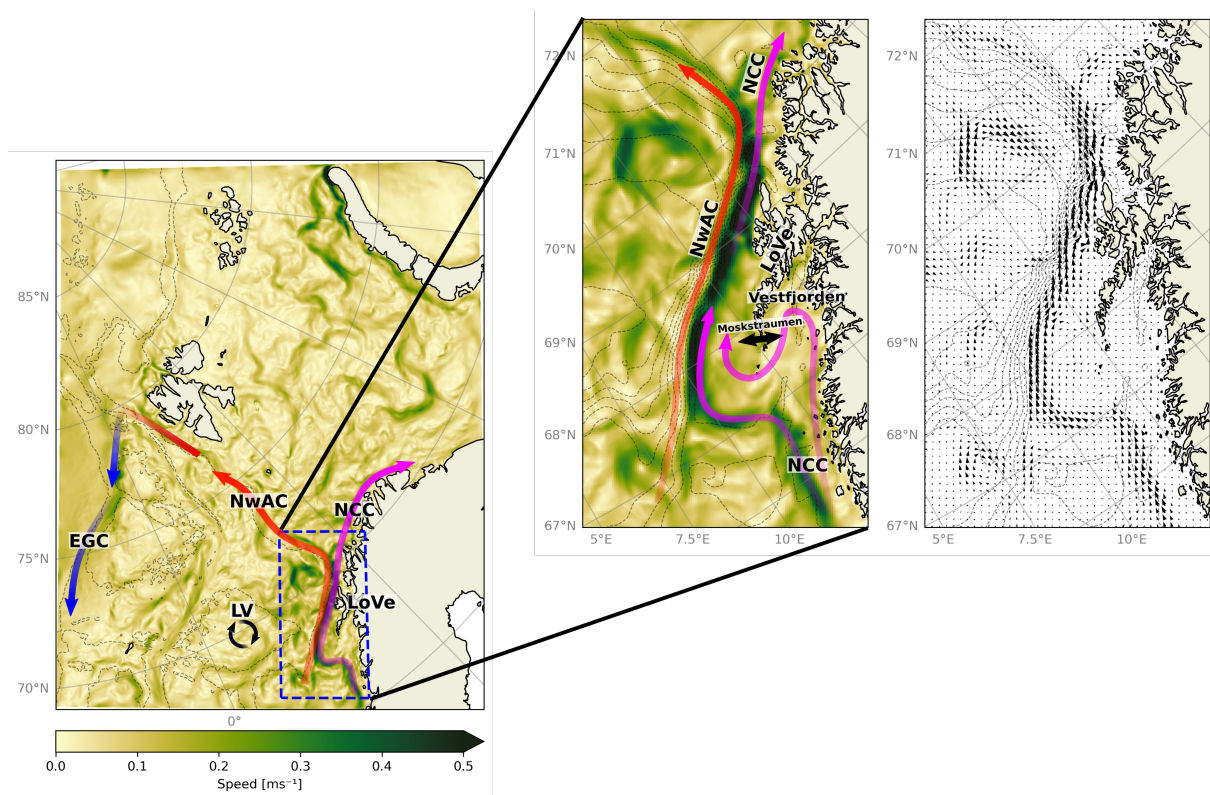 85°N
80°N
75°N
70°N
0°
EGC
NwAC
NCC
LoVe
LV
0.0
0.1
0.2
0.3
0.4
0.5
Speed [ms⁻¹]
72°N
71°N
70°N
69°N
68°N
67°N
5°E
7.5°E
10°E
NCC
NwAC
LoVe
Vestfjorden
Moskstraumen
NCC
72°N
71°N
70°N
69°N
68°N
67°N
5°E
7.5°E
10°E